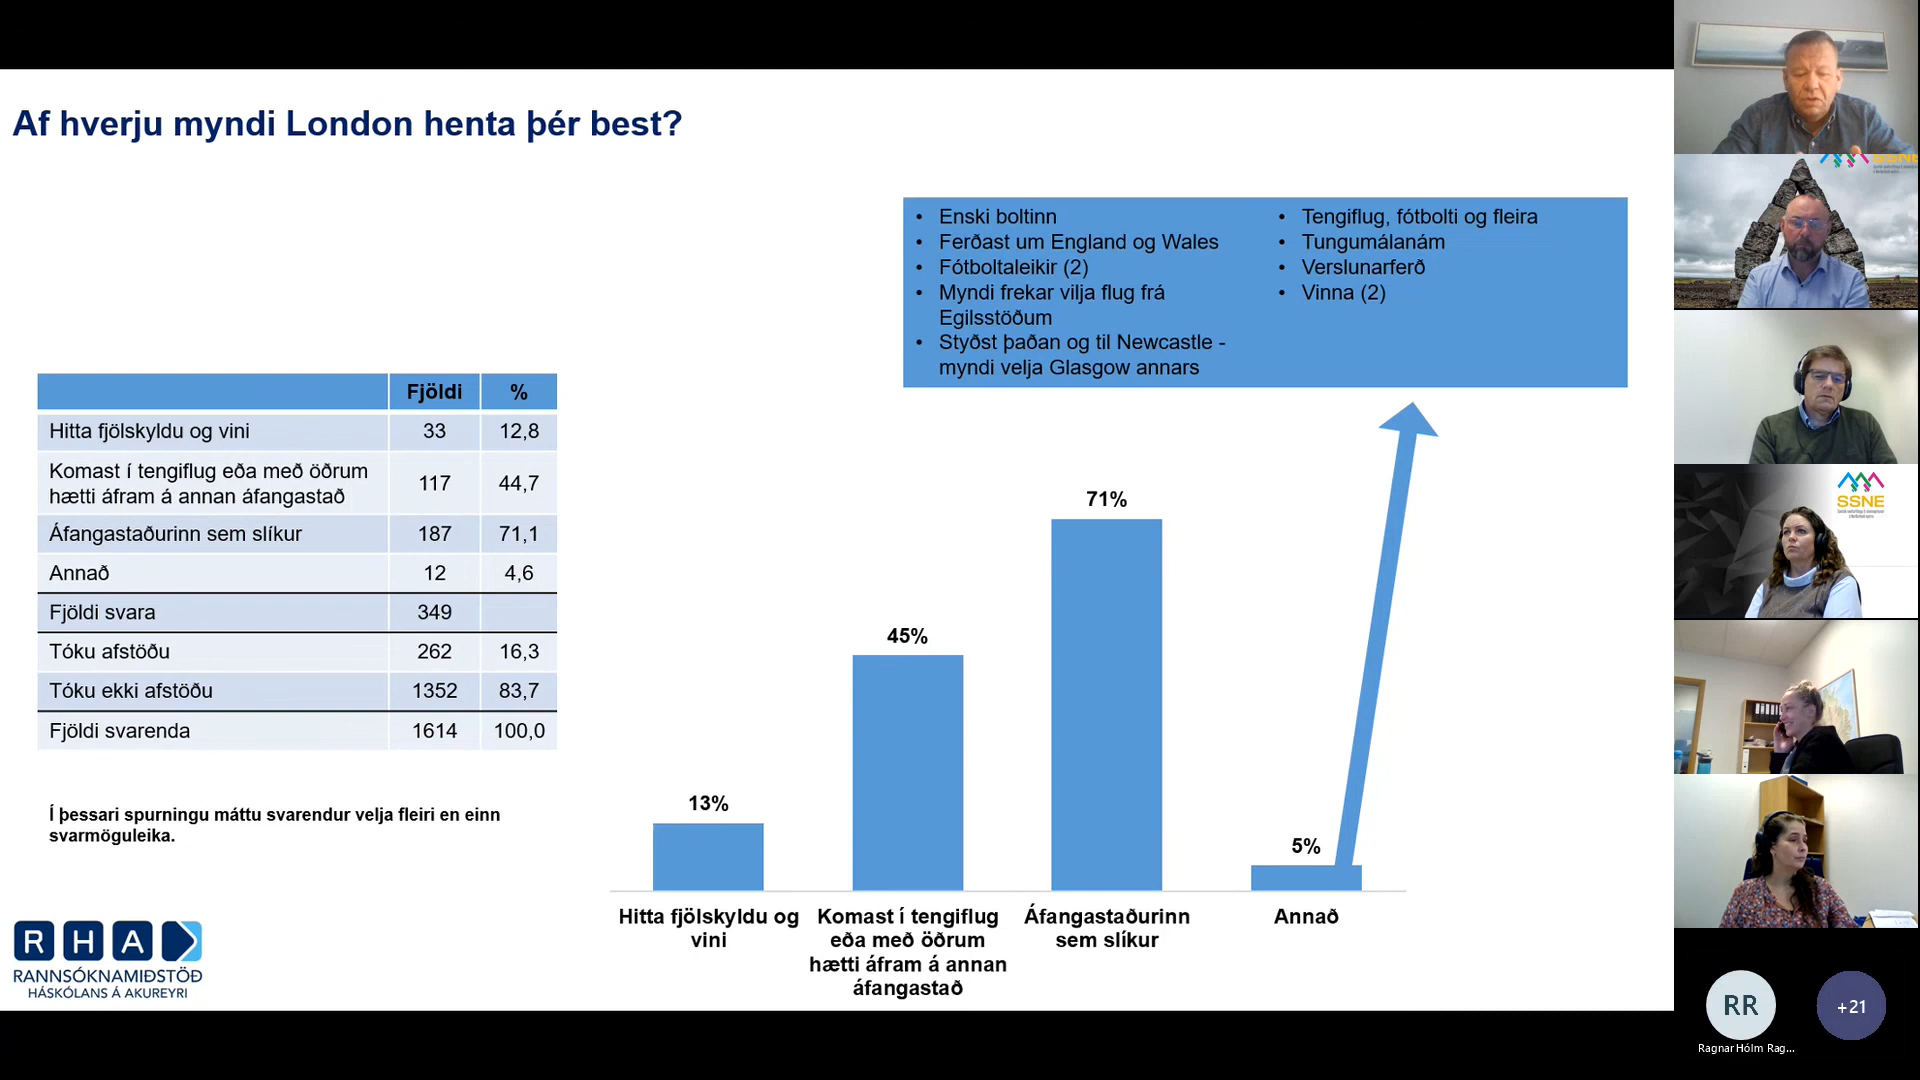 Af hverju myndi London henta þér best?
• Enski boltinn
• Ferðast um England og Wales
• Fótboltaleikir (2)
• Myndi frekar vilja flug frá
Egilsstöðum
• Styðst þaðan og til Newcastle -
myndi velja Glasgow annars
• Tengiflug, fótbolti og fleira
• Tungumálanám
• Verslunarferð
• Vinna (2)
Fjöldi %
Hitta fjölskyldu og vini 33 12,8
Komast í tengiflug eða með öðrum
hætti áfram á annan áfangastað 117 44,7
Áfangastaðurinn sem slíkur 187 71,1
Annað 12 4,6
Fjöldi svara 349
Tóku afstöðu 262 16,3
Tóku ekki afstöðu 1352 83,7
Fjöldi svarenda 1614 100,0
Í þessari spurningu máttu svarendur velja fleiri en einn
svarmöguleika.
13%
45%
71%
5%
Hitta fjölskyldu og
vini
Komast í tengiflug
eða með öðrum
hætti áfram á annan
áfangastað
Áfangastaðurinn
sem slíkur
Annað
RHA
RANNSÓKNAMIÐSTÖÐ
HÁSKÓLANS Á AKUREYRI
SSNE
SSNE
RR
Ragnar Hólm Rag...
+21